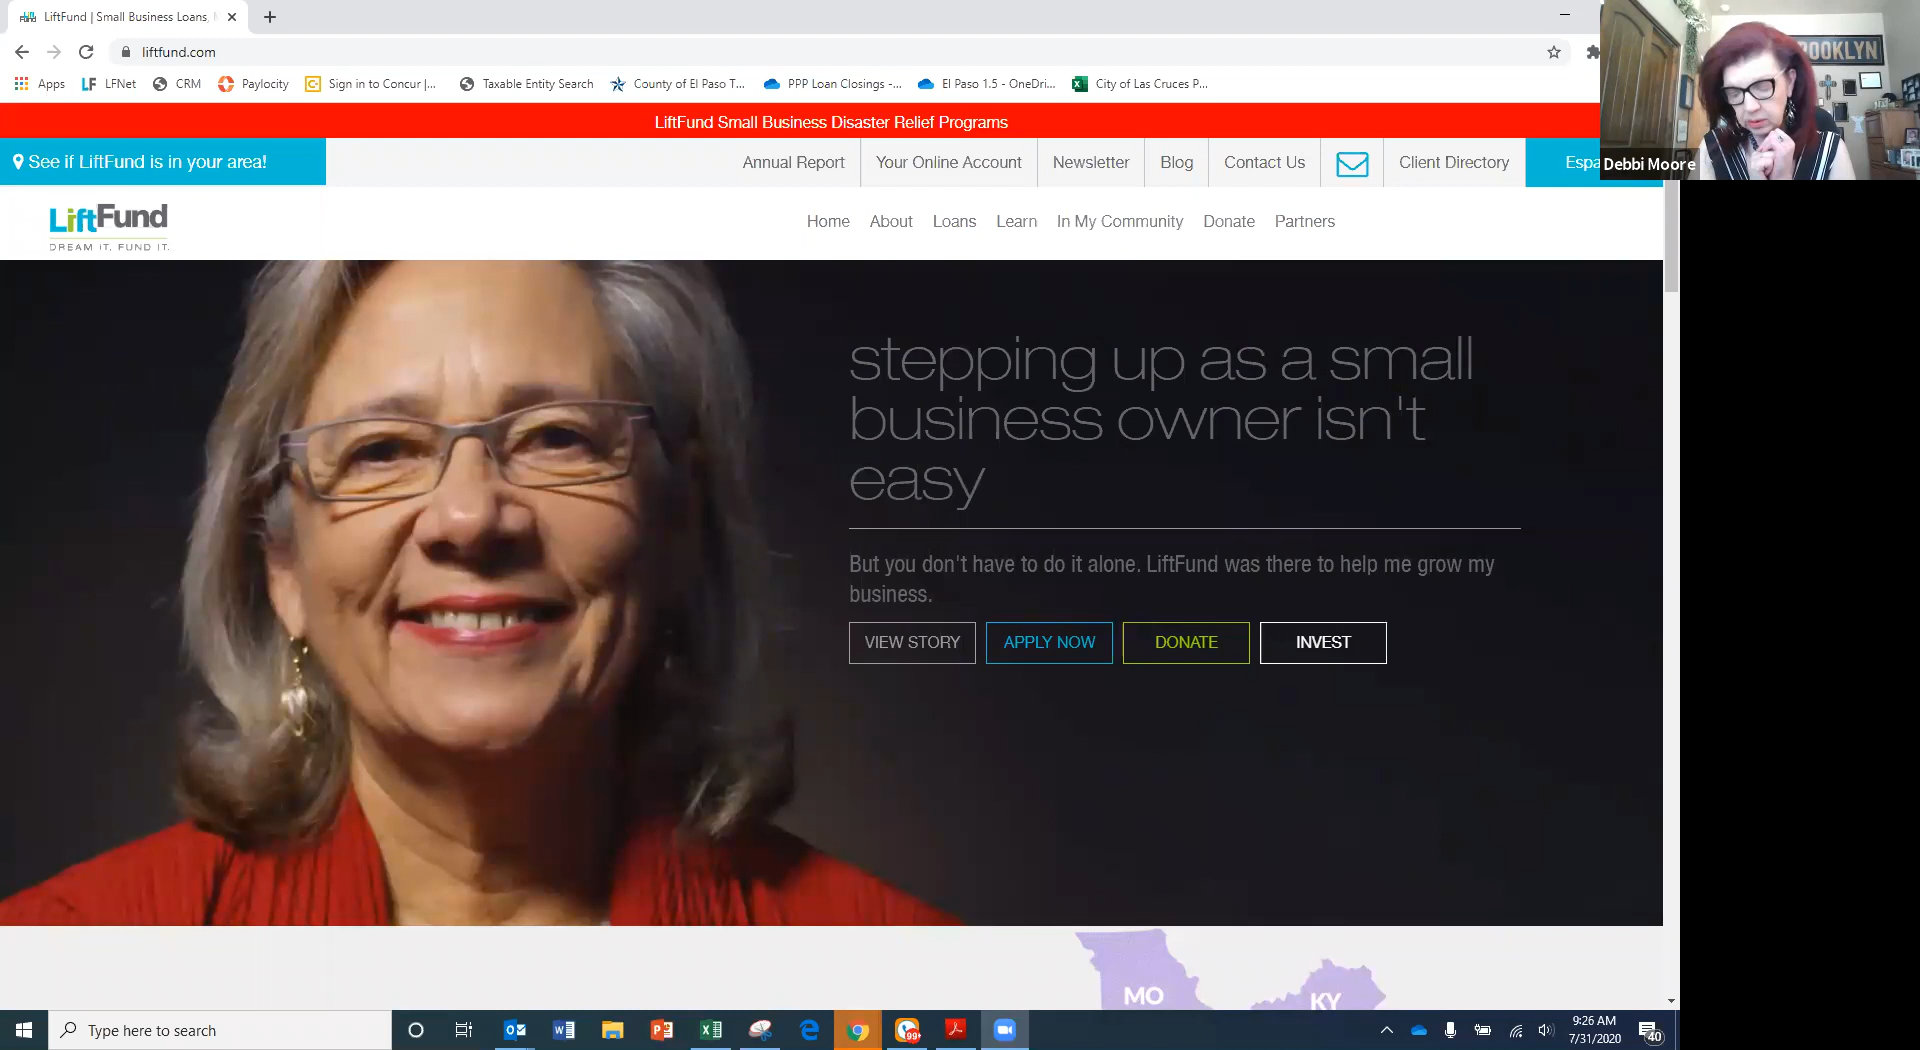 LiftFund | Small Business Loans,
liftfund.com
Apps
LFNet
CRM
Paylocity
Sign in to Concur |...
Taxable Entity Search
County of El Paso T...
PPP Loan Closings -...
El Paso 1.5 - OneDri...
City of Las Cruces P...
LiftFund Small Business Disaster Relief Programs
See if LiftFund is in your area!
Annual Report
Your Online Account
Newsletter
Blog
Contact Us
Client Directory
Espa
Debbi Moore
ROOKLYN
LiftFund
DREAM IT. FUND IT.
Home
About
Loans
Learn
In My Community
Donate
Partners
stepping up as a small
business owner isn't
easy
But you don't have to do it alone. LiftFund was there to help me grow my
business.
VIEW STORY
APPLY NOW
DONATE
INVEST
MO
KY
Type here to search
99+
9:26 AM
7/31/2020
40